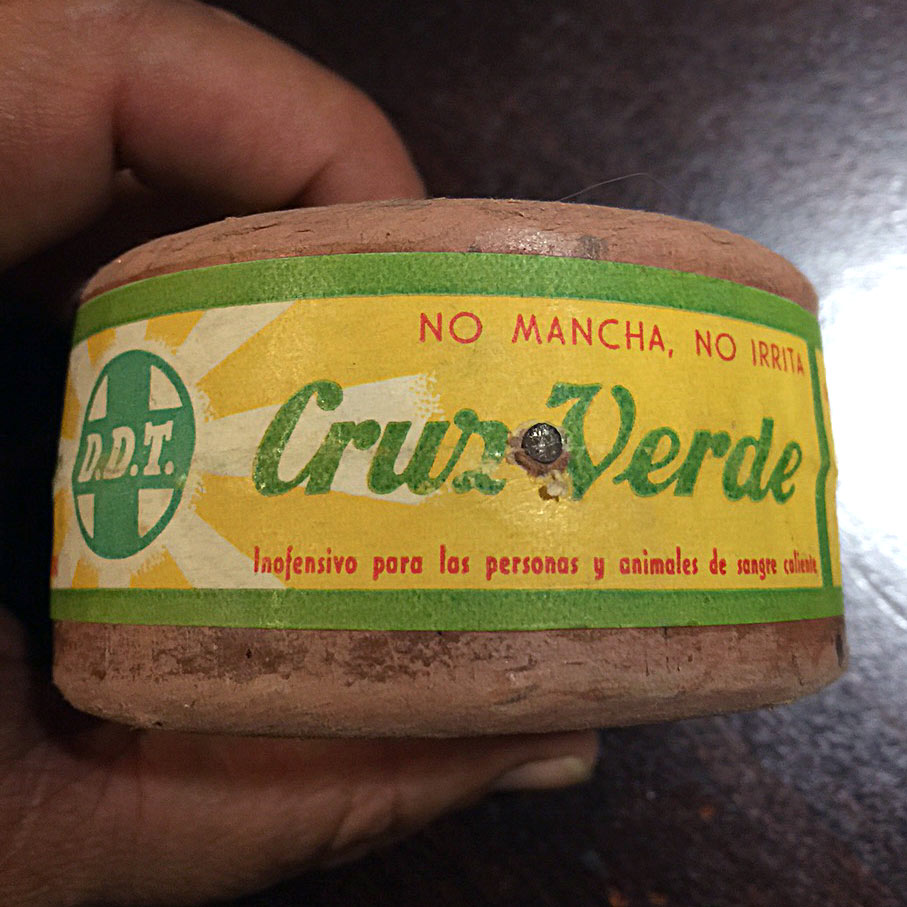 NO MANCHA, NO IRRITA
D.D.T.
Cruz Verde
Inofensivo para las personas y animales de sangre caliente